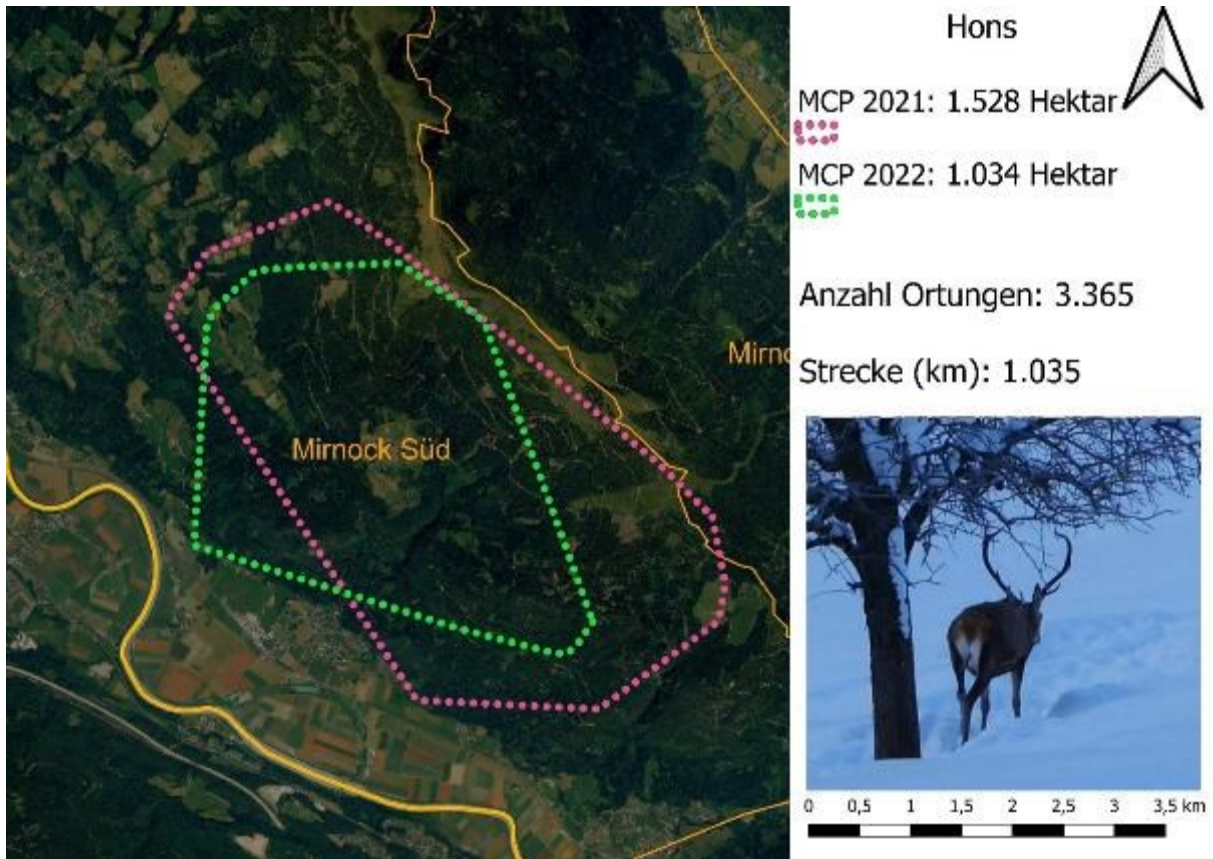 Hons
MCP 2021: 1.528 Hektar
MCP 2022: 1.034 Hektar
Anzahl Ortungen: 3.365
Strecke (km): 1.035
Mirno
Mirnock Süd
0 0,5 1 1,5 2 2,5 3 3,5 km